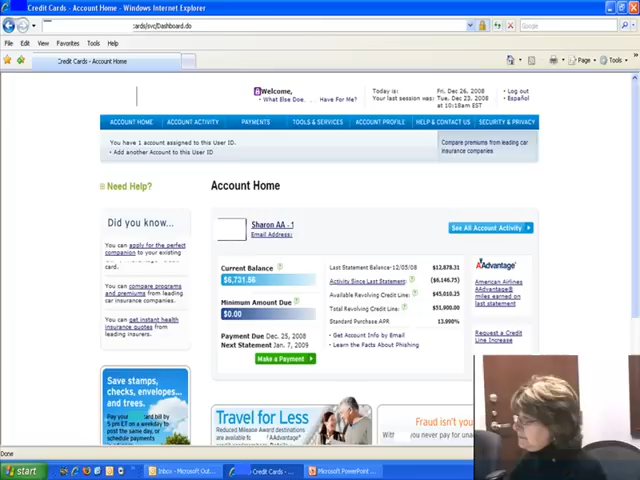 Credit Cards - Account Home - Windows Internet Explorer
cards/svc/Dashboard.do
Google
File Edit View Favorites Tools Help
Credit Cards - Account Home
Page Tools
Welcome,
What Else Doe. Have For Me?
Today is: Fri, Dec 26, 2008
Your last session was: Tue, Dec 23, 2008
at 10:18am EST
Log out
Español
ACCOUNT HOME ACCOUNT ACTIVITY PAYMENTS TOOLS & SERVICES ACCOUNT PROFILE HELP & CONTACT US SECURITY & PRIVACY
You have 1 account assigned to this User ID.
Add another Account to this User ID
Compare premiums from leading car
insurance companies.
Need Help?
Account Home
Did you know...
You can apply for the perfect
companion to your existing
card.
You can compare programs
and premiums from leading
car insurance companies.
You can get instant health
insurance quotes from
leading insurers.
Sharon AA - 1
Email Address:
See All Account Activity
Current Balance
$6,731.56
Minimum Amount Due
$0.00
Payment Due Dec. 25, 2008
Next Statement Jan. 7, 2009
Make a Payment
Last Statement Balance-12/05/08 $12,878.31
Activity Since Last Statement: ($6,146.75)
Available Revolving Credit Line:
Total Revolving Credit Line: $51,900.00
Standard Purchase APR 13.990%
Get Account Info by Email
Learn the Facts About Phishing
AAdvantage
American Airlines
AAdvantage®
miles earned on
last statement
Request a Credit
Line Increase
Save stamps,
checks, envelopes...
and trees.
Pay your card bill by
5 pm ET on a weekday to
post the same day, or
schedule payments
Travel for Less
Reduced Mileage Award destinations
are available fo
AAdvantage
Fraud isn't you
With you never pay for unau
Done
start
Inbox - Microsoft Out...
Credit Cards - ...
Microsoft PowerPoint ...